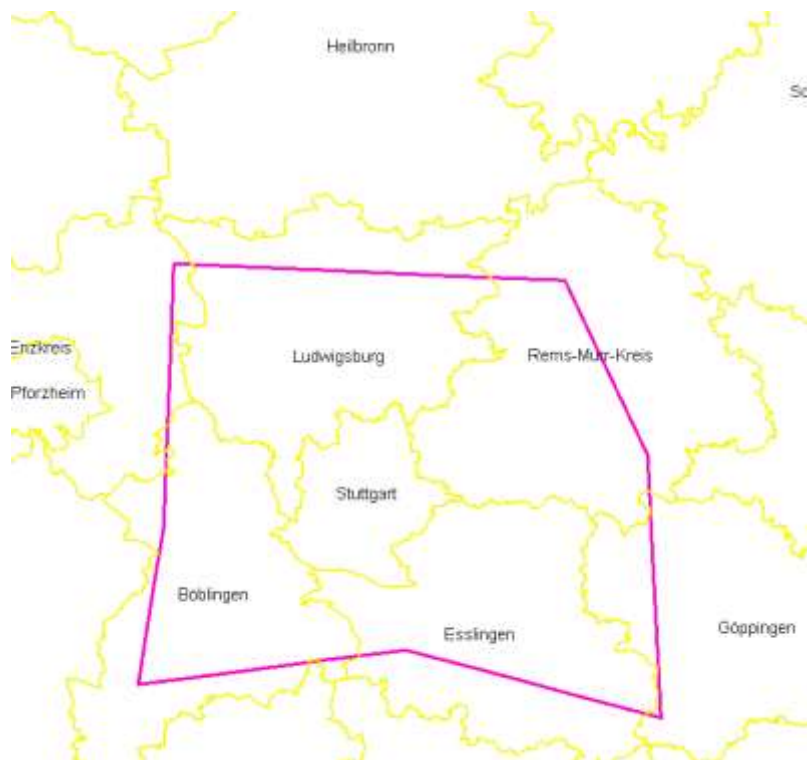 Heilbronn
Enzkreis
Ludwigsburg
Rems-Murr-Kreis
Pforzheim
Stuttgart
Böblingen
Esslingen
Göppingen